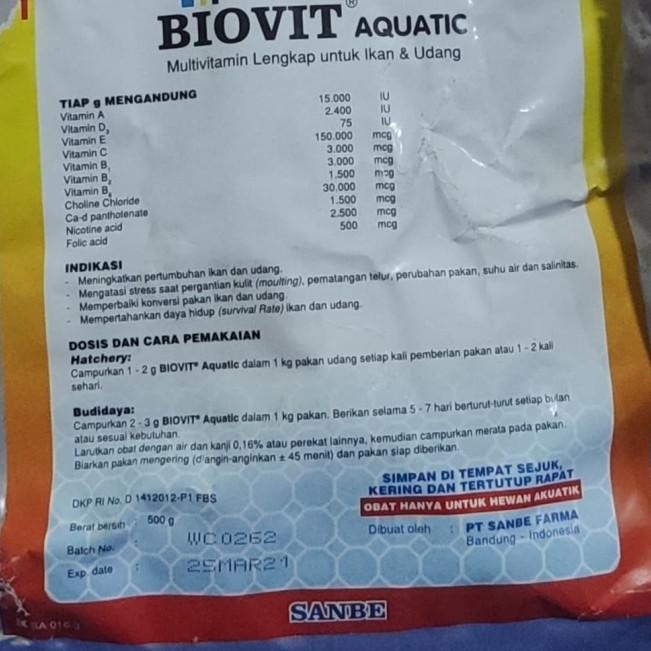 BIOVIT® AQUATIC
Multivitamin Lengkap untuk Ikan & Udang
TIAP g MENGANDUNG
Vitamin A 15.000 IU
Vitamin D₃ 2.400 IU
Vitamin E 75 IU
Vitamin C 150.000 mcg
Vitamin B₁ 3.000 mcg
Vitamin B₂ 3.000 mcg
Vitamin B₆ 1.500 mcg
Choline Chloride 30.000 mcg
Ca-d pantholenate 1.500 mcg
Nicotine acid 2.500 mcg
Folic acid 500 mcg
INDIKASI
- Meningkatkan pertumbuhan ikan dan udang.
- Mengatasi stress saat pergantian kulit (moulting), pematangan telur, perubahan pakan, suhu air dan salinitas.
- Memperbaiki konversi pakan ikan dan udang.
- Mempertahankan daya hidup (survival Rate) ikan dan udang.
DOSIS DAN CARA PEMAKAIAN
Hatchery:
Campurkan 1 - 2 g BIOVIT® Aquatic dalam 1 kg pakan udang setiap kali pemberian pakan atau 1 - 2 kali
sehari.
Budidaya:
Campurkan 2 - 3 g BIOVIT® Aquatic dalam 1 kg pakan. Berikan selama 5 - 7 hari berturut-turut setiap bulan
atau sesuai kebutuhan.
Larutkan obat dengan air dan kanji 0,16% atau perekat lainnya, kemudian campurkan merata pada pakan.
Biarkan pakan mengering (diangin-anginkan ± 45 menit) dan pakan siap diberikan.
SIMPAN DI TEMPAT SEJUK,
KERING DAN TERTUTUP RAPAT
OBAT HANYA UNTUK HEWAN AKUATIK
DKP RI No. D 1412012-P1 FBS
Berat bersih : 500 g
Batch No. : WC0262
Exp. date : 25MAR21
Dibuat oleh : PT SANBE FARMA
Bandung - Indonesia
SANBE